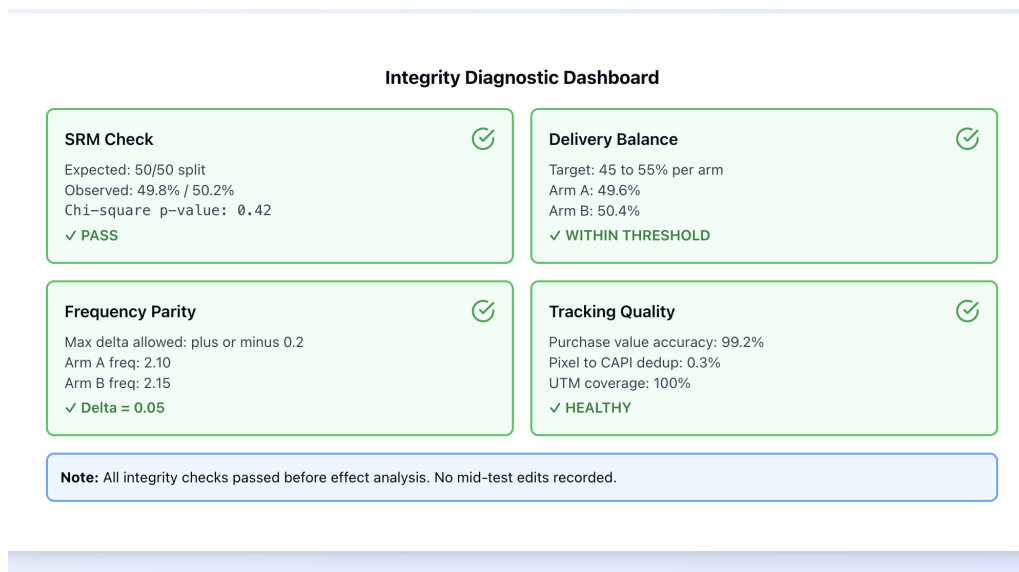 Integrity Diagnostic Dashboard
SRM Check
Expected: 50/50 split
Observed: 49.8% / 50.2%
Chi-square p-value: 0.42
✓ PASS
Delivery Balance
Target: 45 to 55% per arm
Arm A: 49.6%
Arm B: 50.4%
✓ WITHIN THRESHOLD
Frequency Parity
Max delta allowed: plus or minus 0.2
Arm A freq: 2.10
Arm B freq: 2.15
✓ Delta = 0.05
Tracking Quality
Purchase value accuracy: 99.2%
Pixel to CAPI dedup: 0.3%
UTM coverage: 100%
✓ HEALTHY
Note: All integrity checks passed before effect analysis. No mid-test edits recorded.